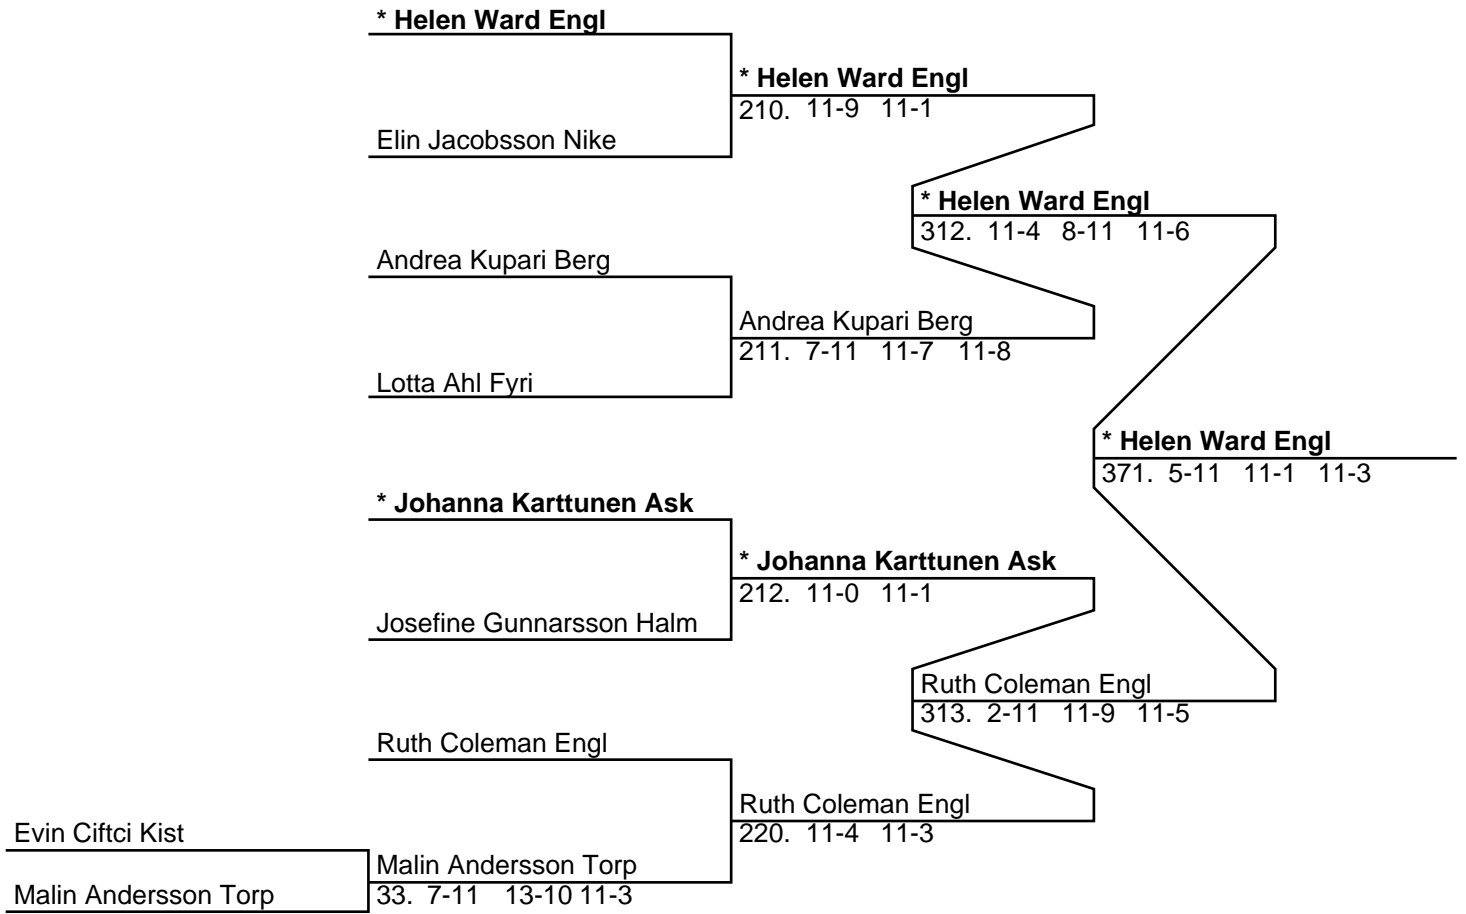 * Helen Ward Engl
* Helen Ward Engl
210. 11-9 11-1
Elin Jacobsson Nike
* Helen Ward Engl
312. 11-4 8-11 11-6
Andrea Kupari Berg
Andrea Kupari Berg
211. 7-11 11-7 11-8
Lotta Ahl Fyri
* Helen Ward Engl
371. 5-11 11-1 11-3
* Johanna Karttunen Ask
* Johanna Karttunen Ask
212. 11-0 11-1
Josefine Gunnarsson Halm
Ruth Coleman Engl
313. 2-11 11-9 11-5
Ruth Coleman Engl
Ruth Coleman Engl
220. 11-4 11-3
Evin Ciftci Kist
Malin Andersson Torp
33. 7-11 13-10 11-3
Malin Andersson Torp